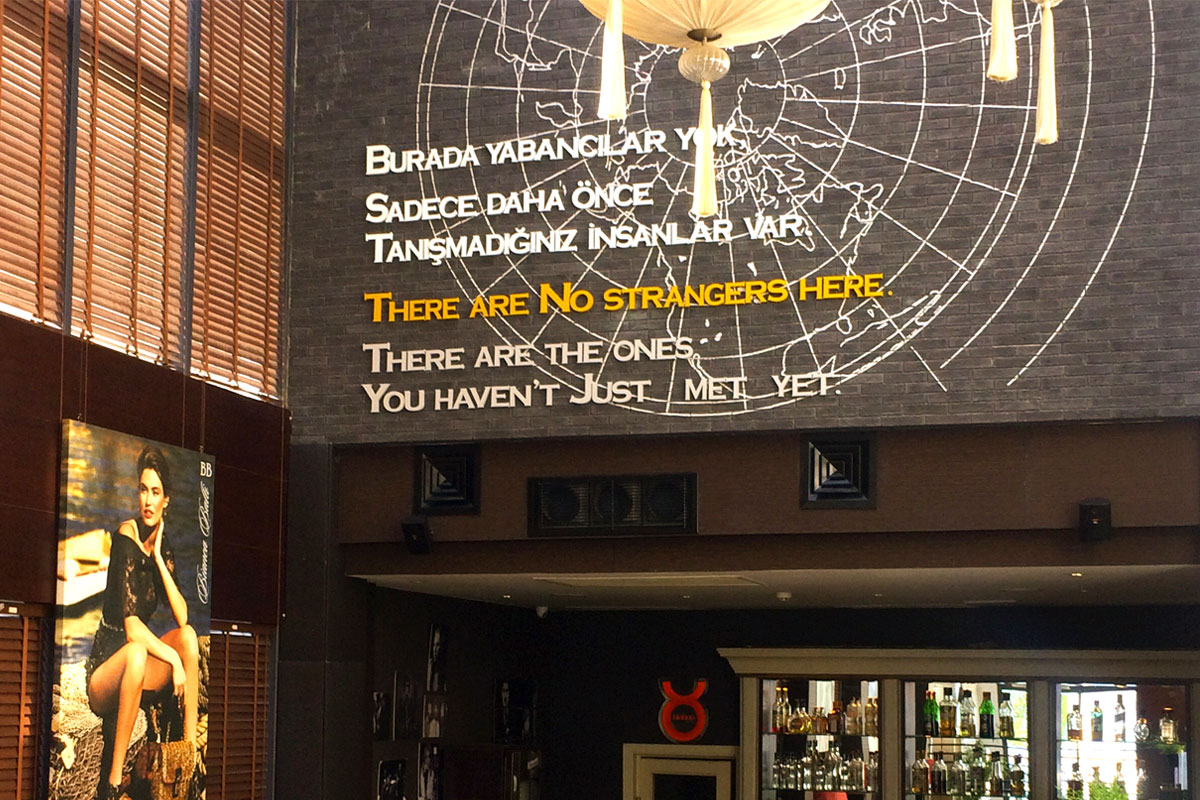 BURADA YABANCILAR YOK,
SADECE DAHA ÖNCE
TANIŞMADIĞINIZ İNSANLAR VAR.
THERE ARE NO STRANGERS HERE.
THERE ARE THE ONES,
YOU HAVEN'T JUST MET YET.
BB